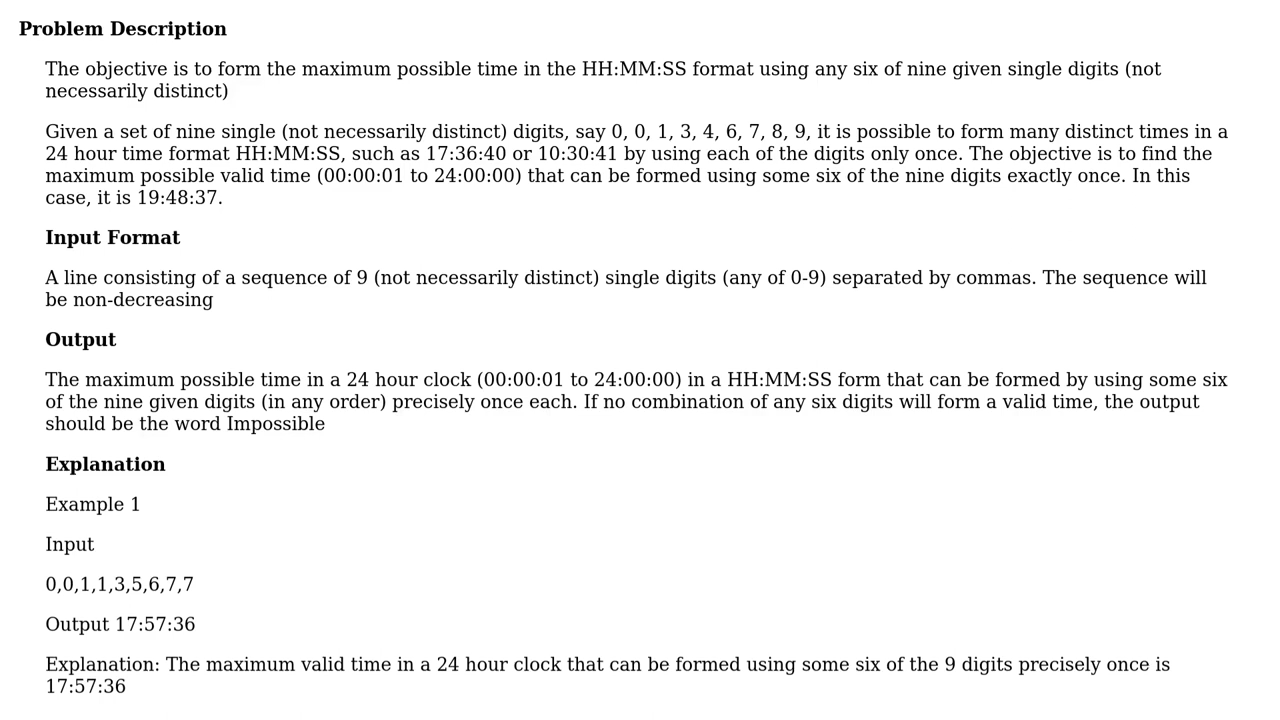 Problem Description
The objective is to form the maximum possible time in the HH:MM:SS format using any six of nine given single digits (not
necessarily distinct)
Given a set of nine single (not necessarily distinct) digits, say 0, 0, 1, 3, 4, 6, 7, 8, 9, it is possible to form many distinct times in a
24 hour time format HH:MM:SS, such as 17:36:40 or 10:30:41 by using each of the digits only once. The objective is to find the
maximum possible valid time (00:00:01 to 24:00:00) that can be formed using some six of the nine digits exactly once. In this
case, it is 19:48:37.
Input Format
A line consisting of a sequence of 9 (not necessarily distinct) single digits (any of 0-9) separated by commas. The sequence will
be non-decreasing
Output
The maximum possible time in a 24 hour clock (00:00:01 to 24:00:00) in a HH:MM:SS form that can be formed by using some six
of the nine given digits (in any order) precisely once each. If no combination of any six digits will form a valid time, the output
should be the word Impossible
Explanation
Example 1
Input
0,0,1,1,3,5,6,7,7
Output 17:57:36
Explanation: The maximum valid time in a 24 hour clock that can be formed using some six of the 9 digits precisely once is
17:57:36